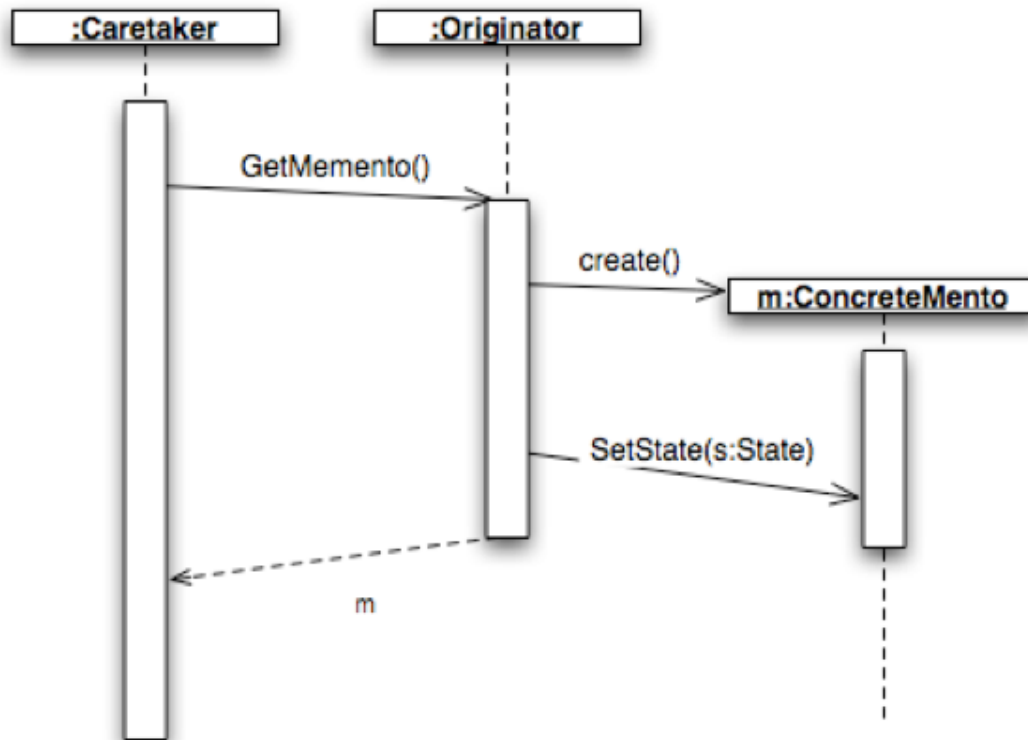 :Caretaker
:Originator
GetMemento()
create()
m:ConcreteMento
SetState(s:State)
m